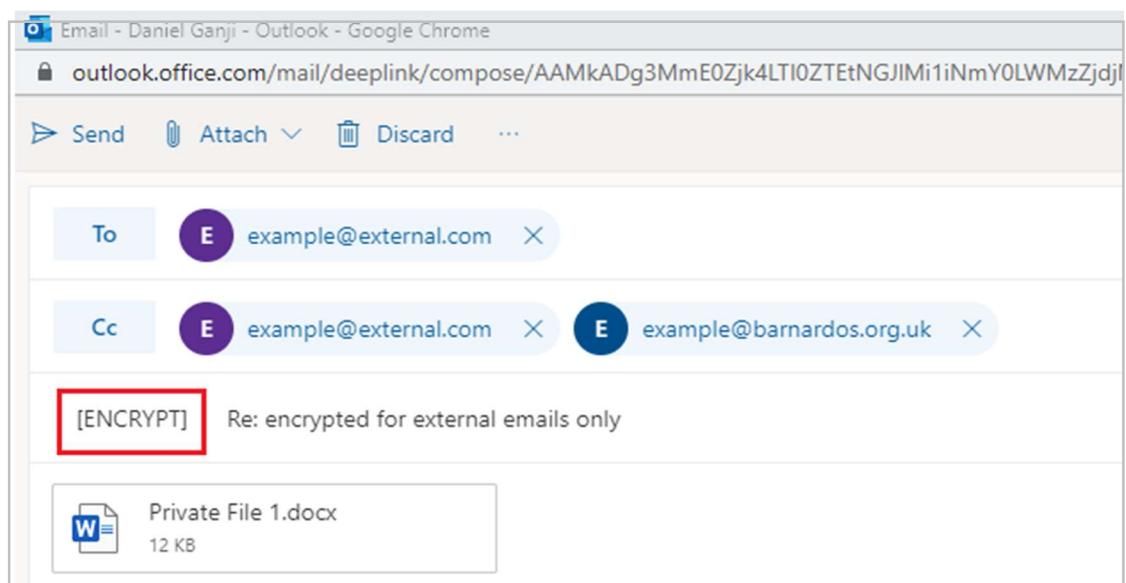 Email - Daniel Ganji - Outlook - Google Chrome
outlook.office.com/mail/deeplink/compose/
Send Attach Discard ...
To E example@external.com
Cc E example@external.com E example@barnardos.org.uk
[ENCRYPT] Re: encrypted for external emails only
W Private File 1.docx
12 KB